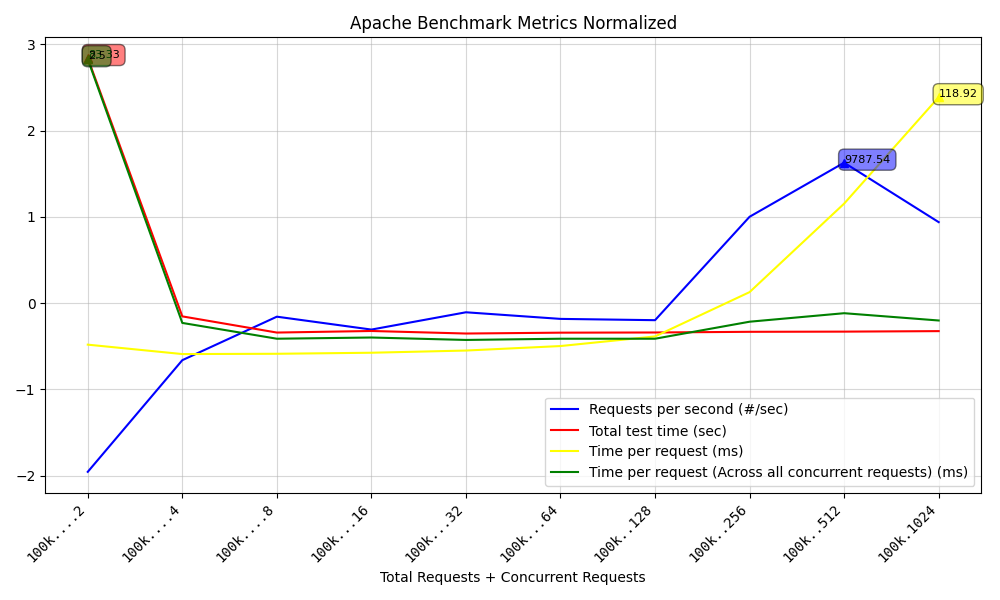 Apache Benchmark Metrics Normalized
3
2
1
0
−1
−2
2.5
118.92
9787.54
Requests per second (#/sec)
Total test time (sec)
Time per request (ms)
Time per request (Across all concurrent requests) (ms)
100k....2
100k....4
100k....8
100k...16
100k...32
100k...64
100k..128
100k..256
100k..512
100k.1024
Total Requests + Concurrent Requests